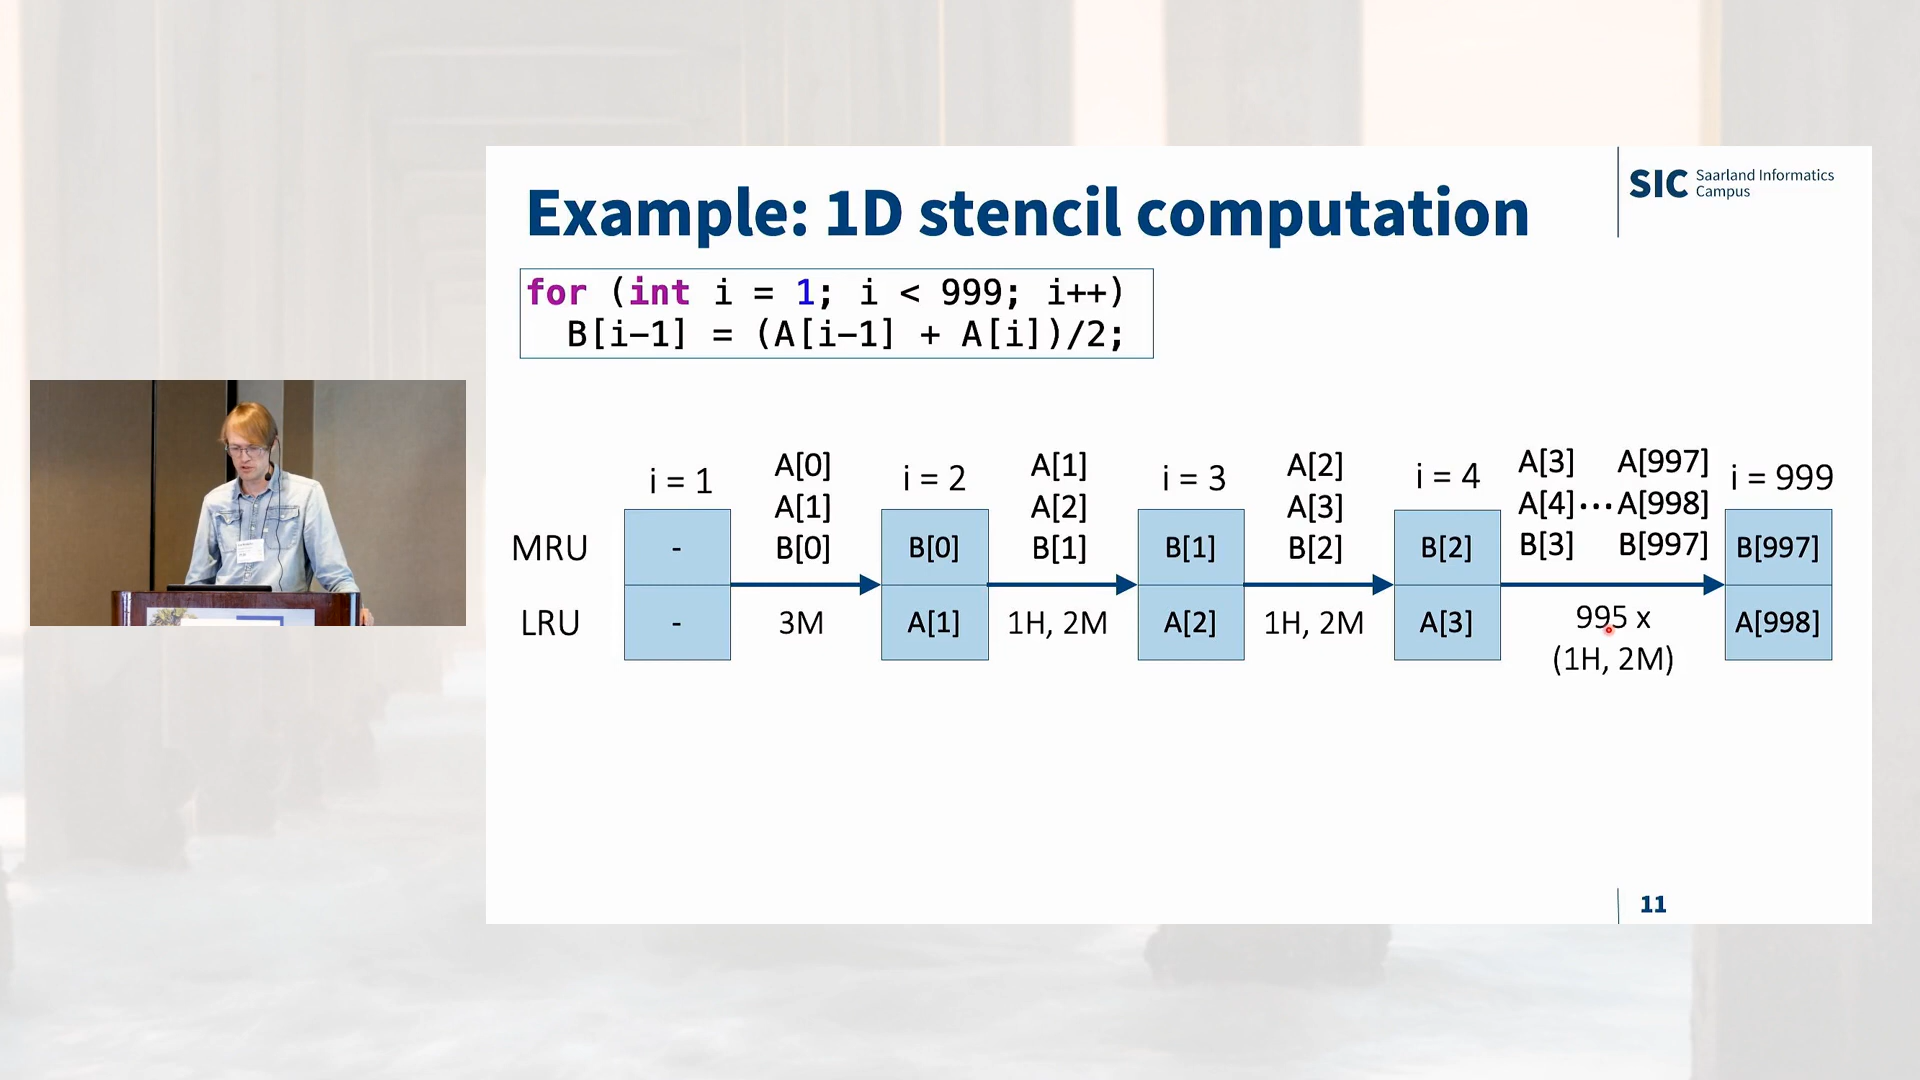 Example: 1D stencil computation
SIC Saarland Informatics
Campus
for (int i = 1; i < 999; i++)
B[i-1] = (A[i-1] + A[i])/2;
i = 1
A[0]
A[1]
B[0]
i = 2
A[1]
A[2]
B[1]
i = 3
A[2]
A[3]
B[2]
i = 4
A[3] A[997]
A[4]...A[998]
B[3] B[997]
i = 999
MRU - B[0] B[1] B[2] B[997]
LRU - 3M A[1] 1H, 2M A[2] 1H, 2M A[3] 995 x A[998]
(1H, 2M)
11